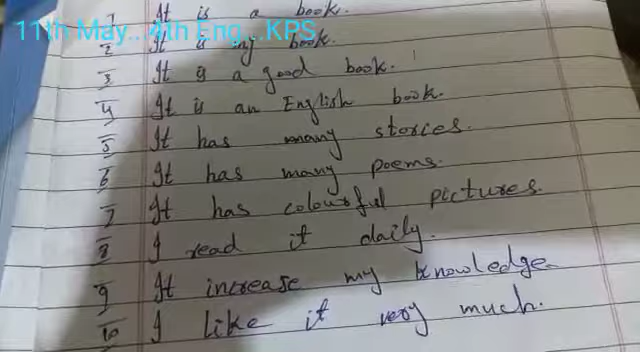 11th May...4th Eng...KPS
1 It is a book.
2 It is my book.
3 It is a good book.
4 It is an English book.
5 It has many stories.
6 It has many poems.
7 It has colourful pictures.
8 I read it daily.
9 It increase my knowledge.
10 I like it very much.